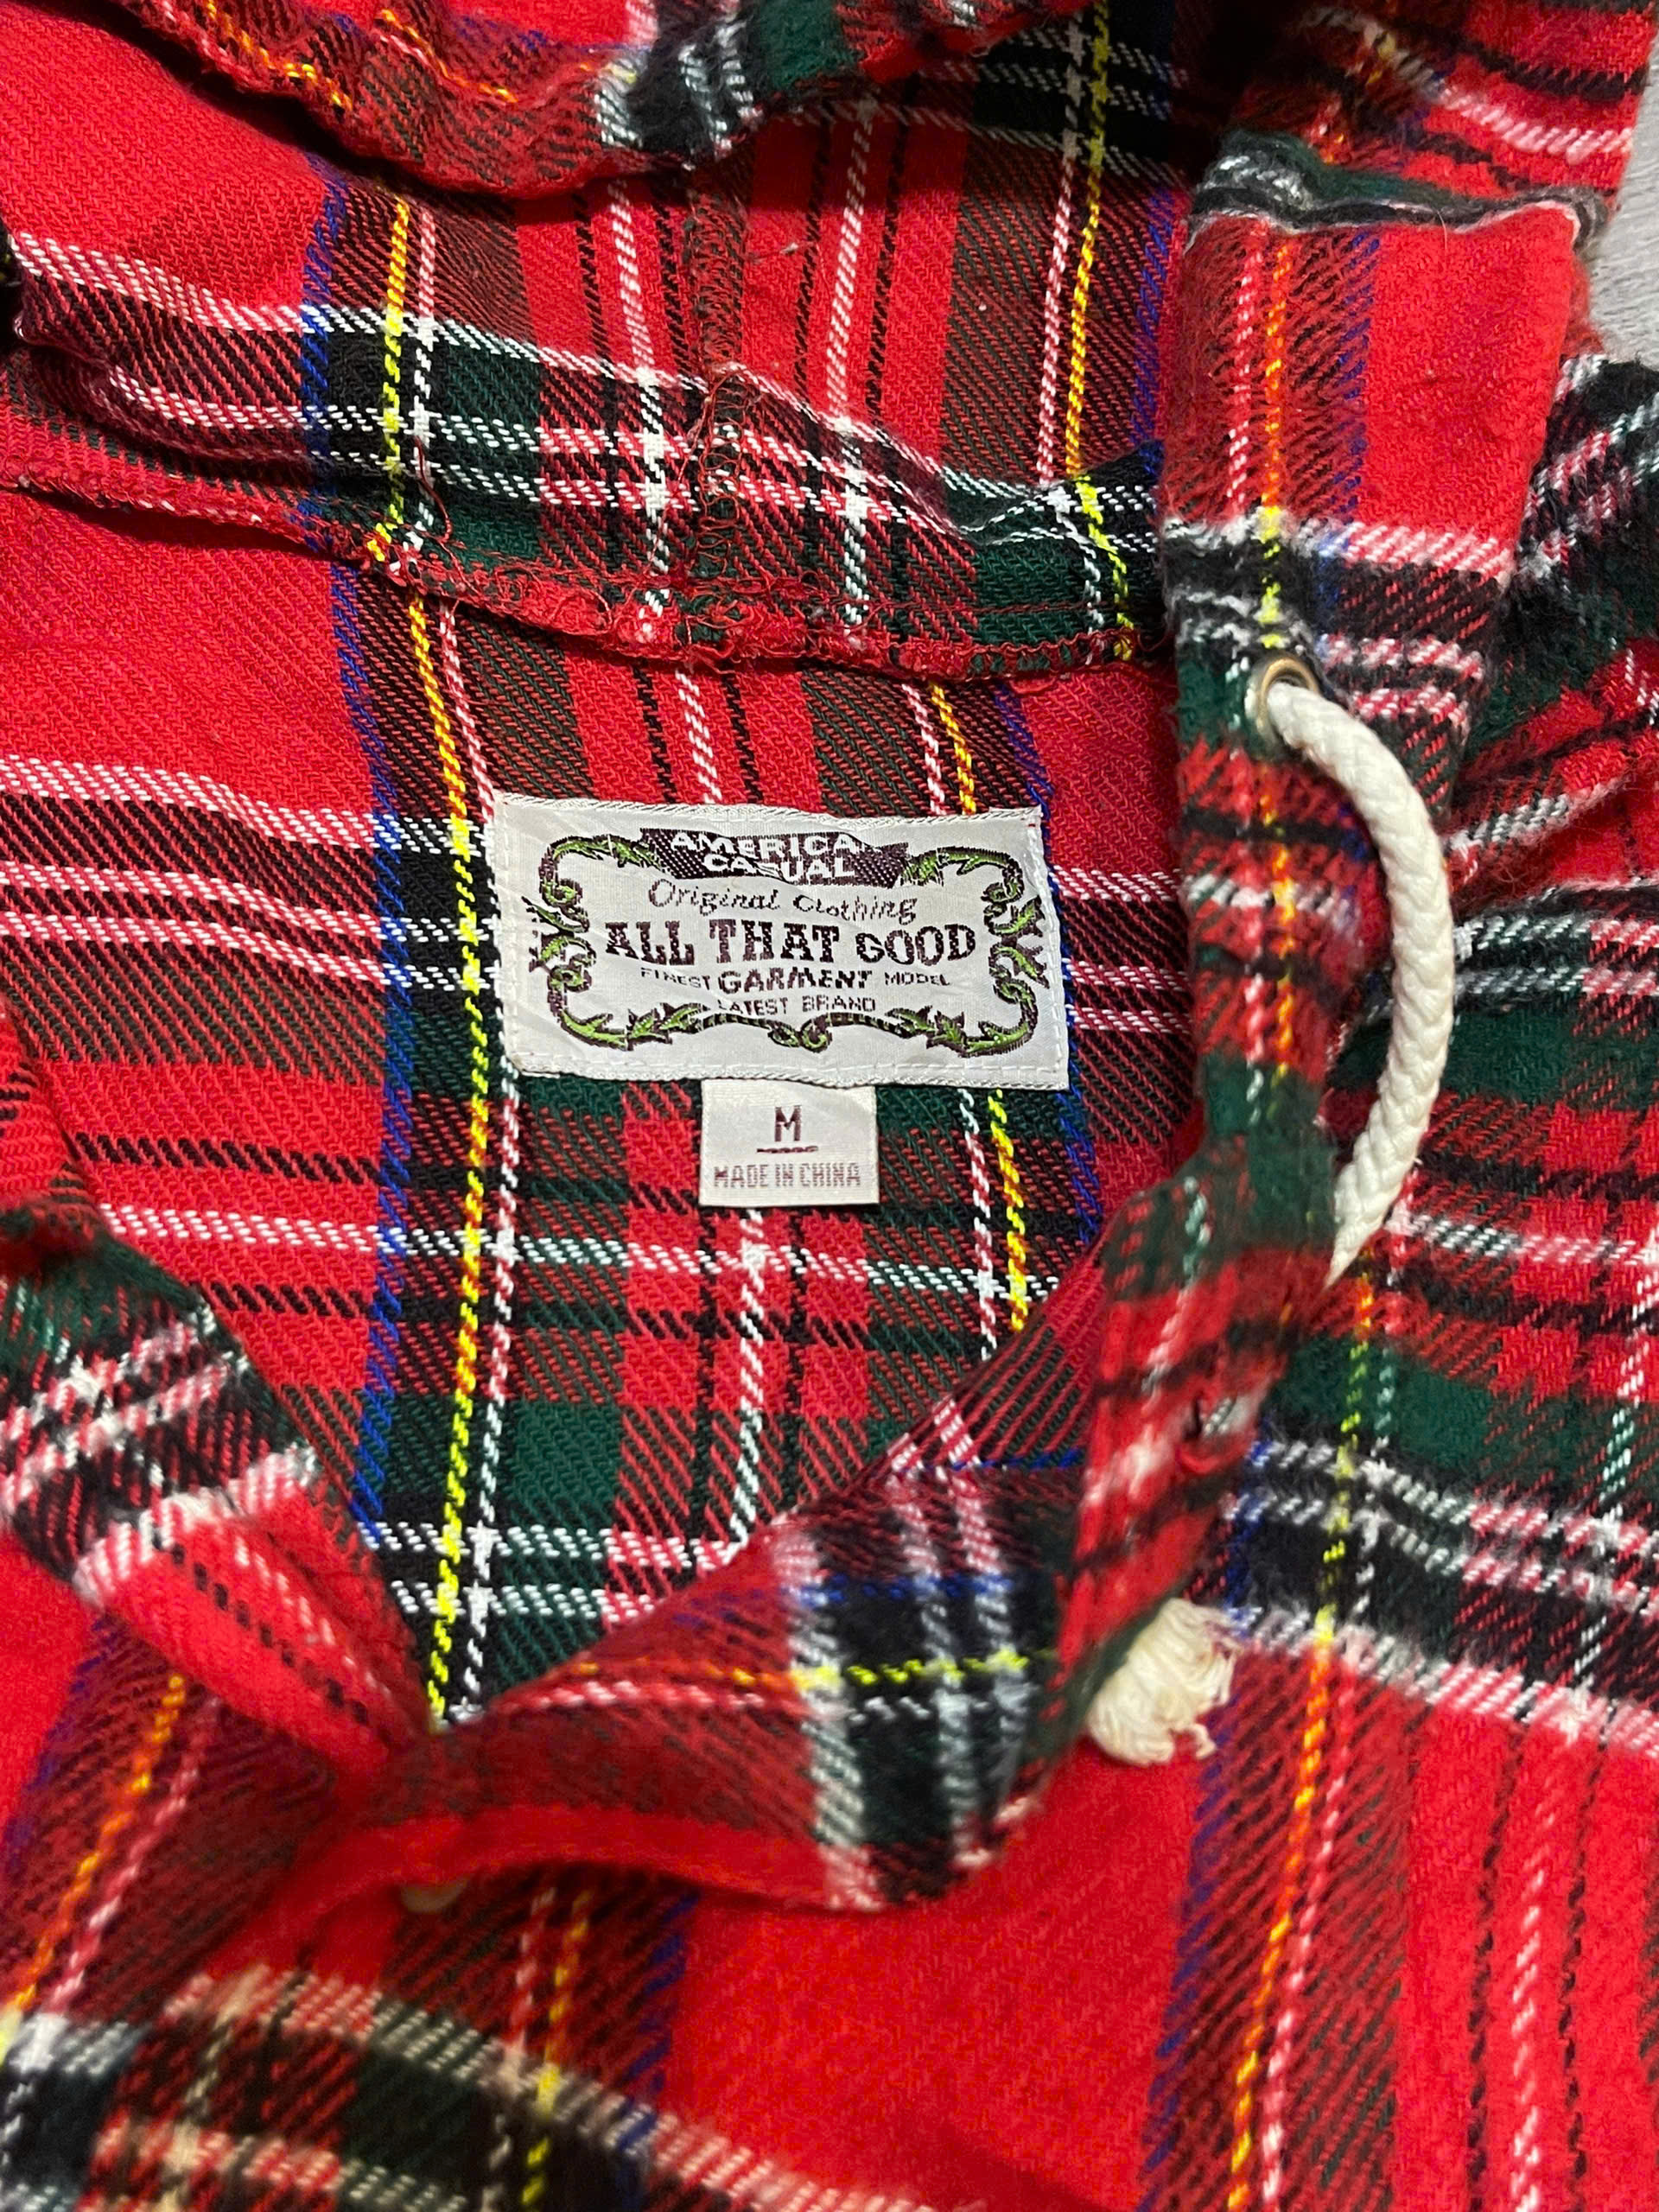 AMERICA
CASUAL
Original Clothing
ALL THAT GOOD
FINEST GARMENT MODEL
LATEST BRAND
M
MADE IN CHINA